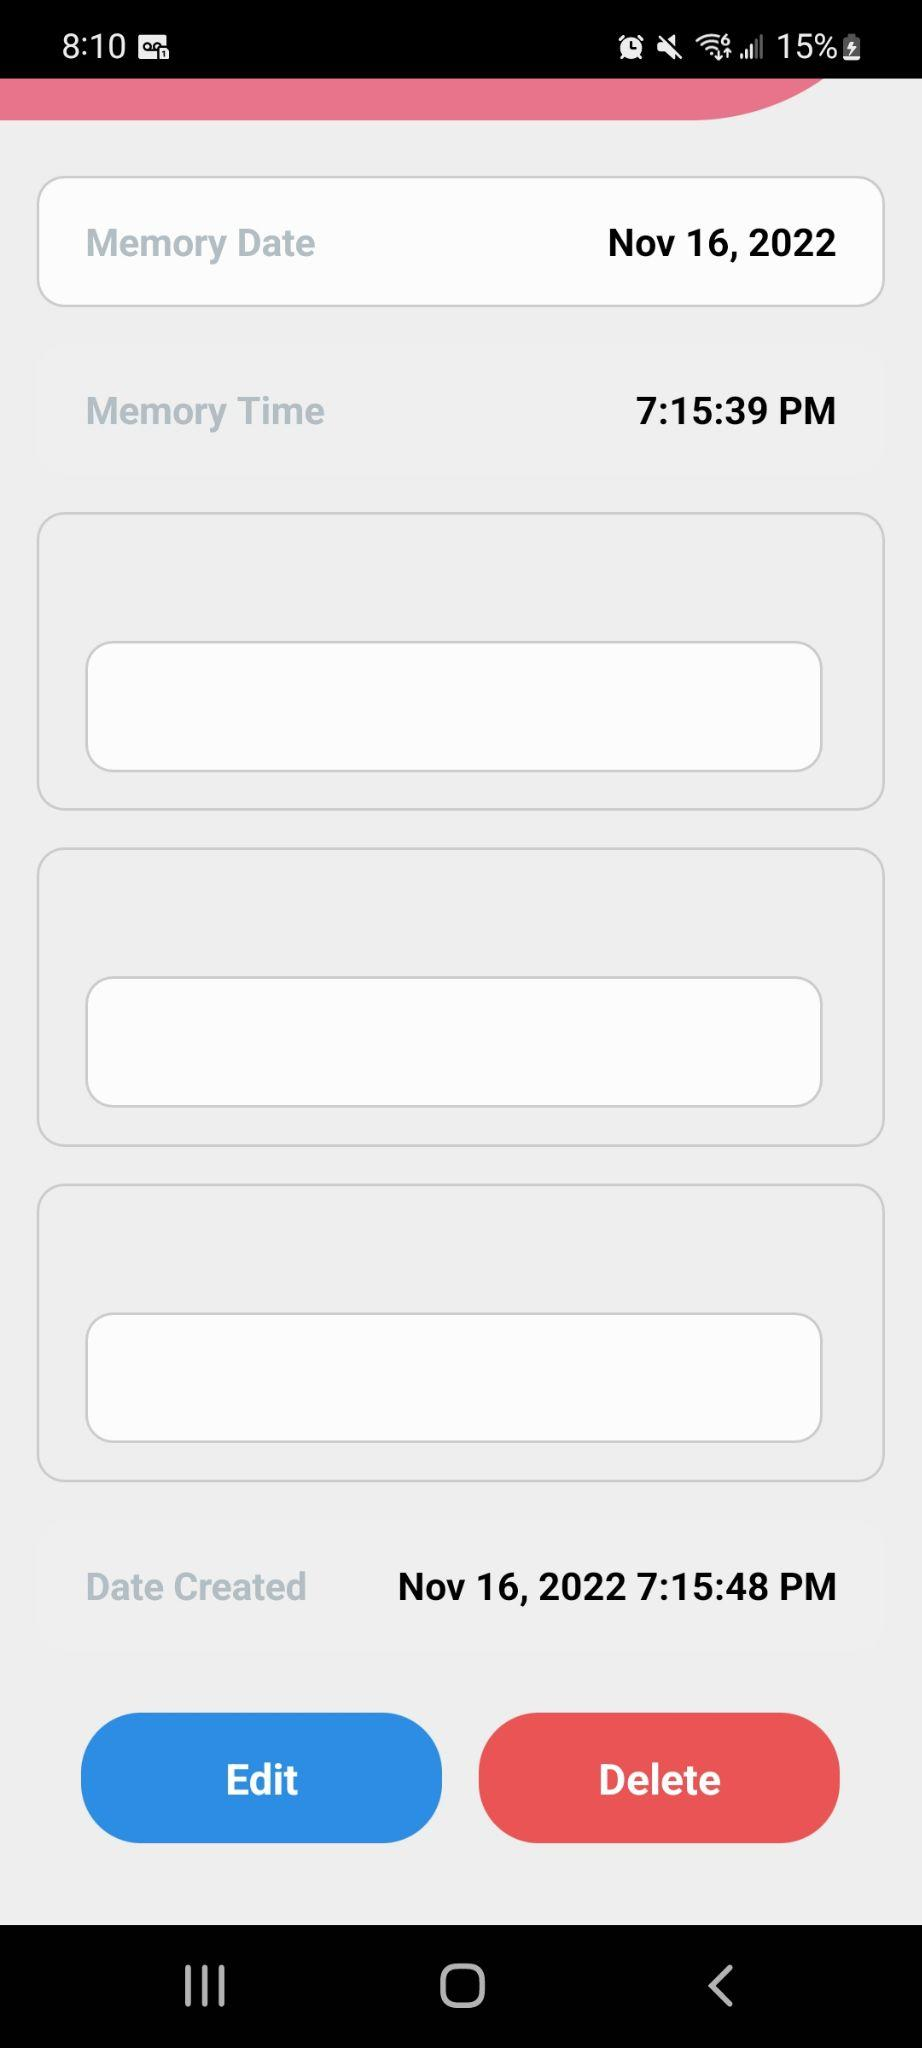 8:10 15%
Memory Date Nov 16, 2022
Memory Time 7:15:39 PM
Date Created Nov 16, 2022 7:15:48 PM
Edit Delete